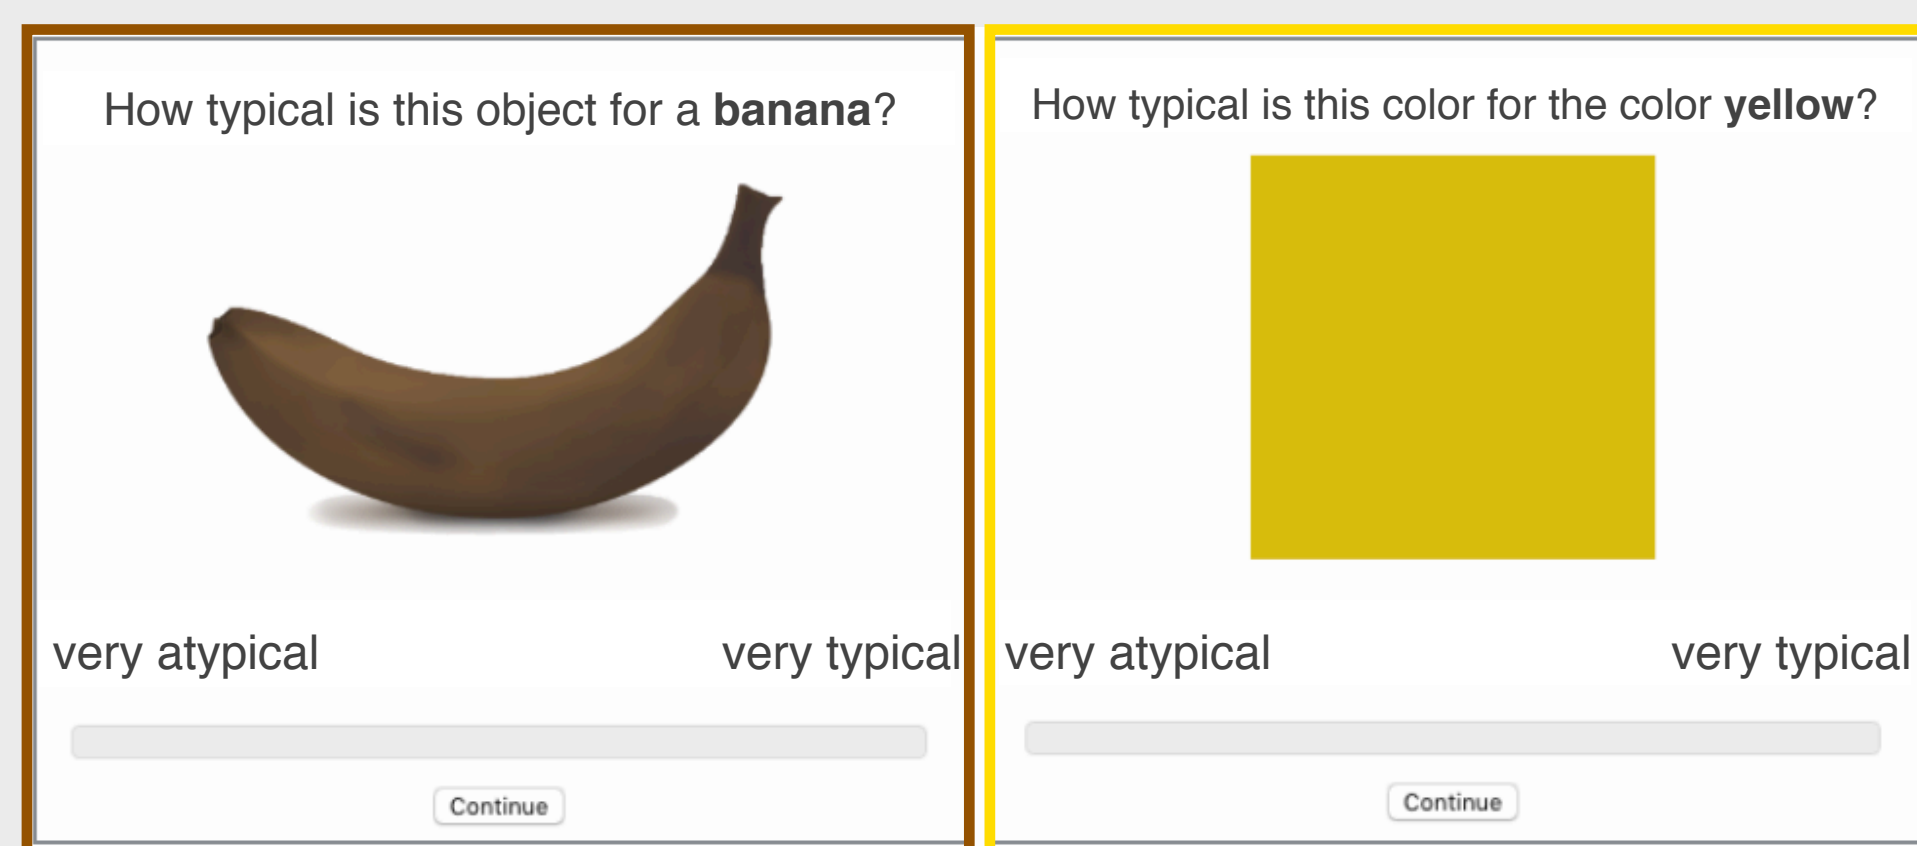 How typical is this object for a banana?
very atypical
very typical
Continue
How typical is this color for the color yellow?
very atypical
very typical
Continue